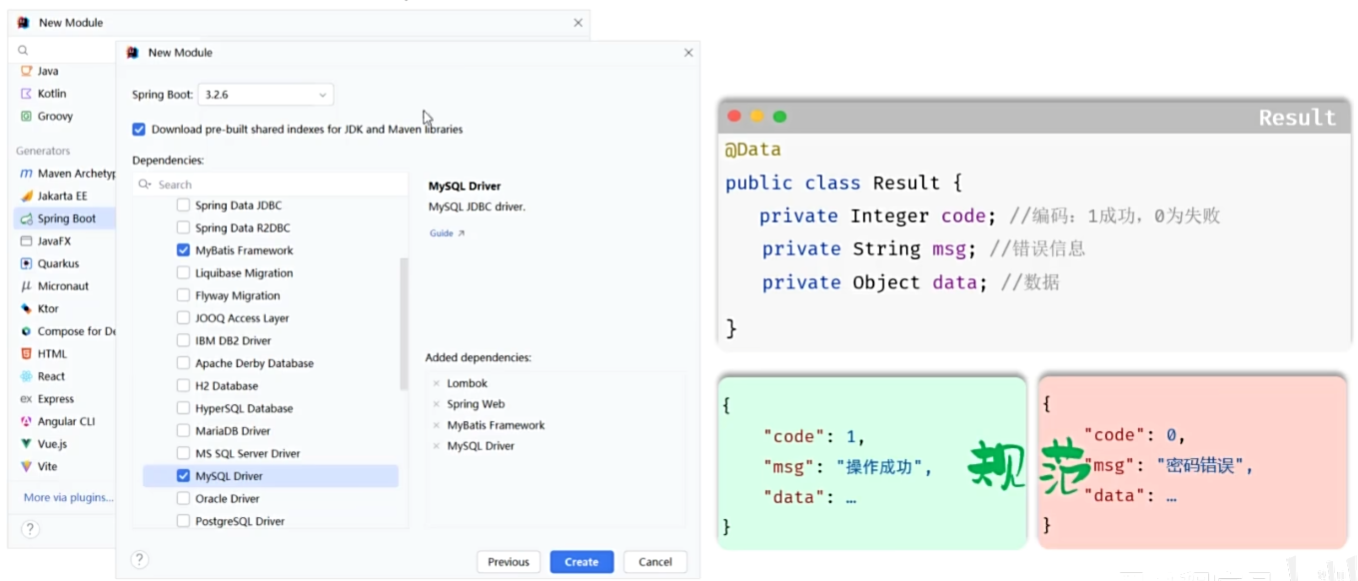 New Module
Java
Kotlin
Groovy
Generators
Maven Archetyp
Jakarta EE
Spring Boot
JavaFX
Quarkus
Micronaut
Ktor
Compose for De
HTML
React
ex Express
Angular CLI
Vue.js
Vite
More via plugins...
?
New Module
Spring Boot: 3.2.6
Download pre-built shared indexes for JDK and Maven libraries
Dependencies:
Search
Spring Data JDBC
Spring Data R2DBC
MyBatis Framework
Liquibase Migration
Flyway Migration
JOOQ Access Layer
IBM DB2 Driver
Apache Derby Database
H2 Database
HyperSQL Database
MariaDB Driver
MS SQL Server Driver
MySQL Driver
Oracle Driver
PostgreSQL Driver
MySQL Driver
MySQL JDBC driver.
Guide ↗
Added dependencies:
× Lombok
× Spring Web
× MyBatis Framework
× MySQL Driver
?
Previous Create Cancel
Result
@Data
public class Result {
private Integer code; //编码：1成功，0为失败
private String msg; //错误信息
private Object data; //数据
}
{
"code": 1,
"msg": "操作成功",
"data": …
}
规范
{
"code": 0,
"msg": "密码错误",
"data": …
}